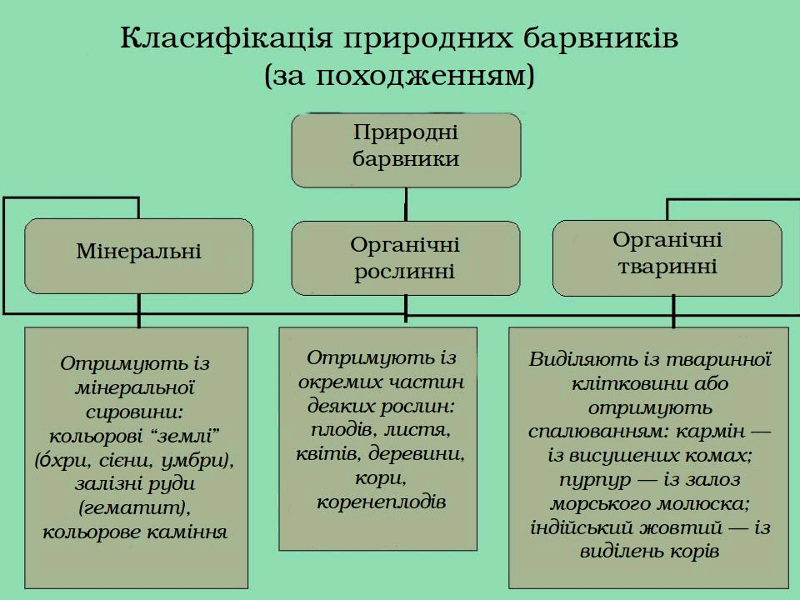 Класифікація природних барвників
(за походженням)
Природні
барвники
Мінеральні
Органічні
рослинні
Органічні
тваринні
Отримують із
мінеральної
сировини:
кольорові “землі”
(о́хри, сієни, умбри),
залізні руди
(гематит),
кольорове каміння
Отримують із
окремих частин
деяких рослин:
плодів, листя,
квітів, деревини,
кори,
коренеплодів
Виділяють із тваринної
клітковини або
отримують
спалюванням: кармін —
із висушених комах;
пурпур — із залоз
морського молюска;
індійський жовтий — із
виділень корів